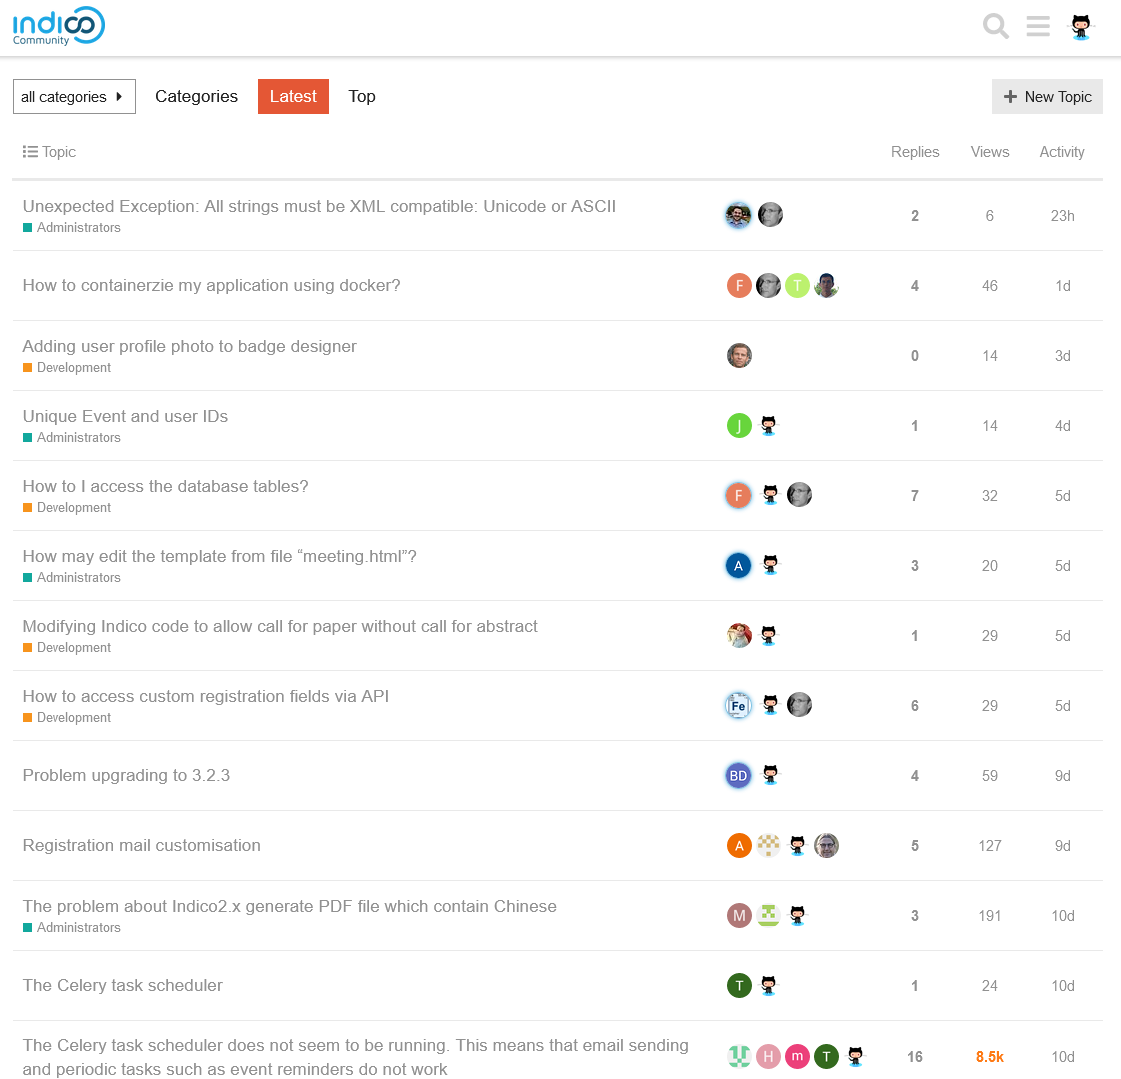 indico
Community
all categories
Categories
Latest
Top
New Topic
Topic
Replies
Views
Activity
Unexpected Exception: All strings must be XML compatible: Unicode or ASCII
Administrators
2
6
23h
How to containerzie my application using docker?
F
T
4
46
1d
Adding user profile photo to badge designer
Development
0
14
3d
Unique Event and user IDs
Administrators
J
1
14
4d
How to I access the database tables?
Development
F
7
32
5d
How may edit the template from file “meeting.html”?
Administrators
A
3
20
5d
Modifying Indico code to allow call for paper without call for abstract
Development
1
29
5d
How to access custom registration fields via API
Development
Fe
6
29
5d
Problem upgrading to 3.2.3
BD
4
59
9d
Registration mail customisation
A
5
127
9d
The problem about Indico2.x generate PDF file which contain Chinese
Administrators
M
3
191
10d
The Celery task scheduler
T
1
24
10d
The Celery task scheduler does not seem to be running. This means that email sending
and periodic tasks such as event reminders do not work
H
m
T
16
8.5k
10d